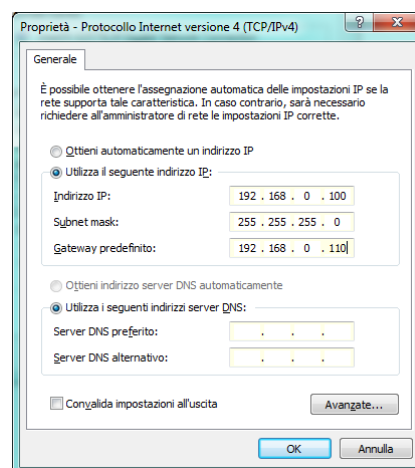 Proprietà - Protocollo Internet versione 4 (TCP/IPv4)
Generale
È possibile ottenere l'assegnazione automatica delle impostazioni IP se la
rete supporta tale caratteristica. In caso contrario, sarà necessario
richiedere all'amministratore di rete le impostazioni IP corrette.
Ottieni automaticamente un indirizzo IP
Utilizza il seguente indirizzo IP:
Indirizzo IP: 192 . 168 . 0 . 100
Subnet mask: 255 . 255 . 255 . 0
Gateway predefinito: 192 . 168 . 0 . 110
Ottieni indirizzo server DNS automaticamente
Utilizza i seguenti indirizzi server DNS:
Server DNS preferito: . . .
Server DNS alternativo: . . .
Convalida impostazioni all'uscita
Avanzate...
OK Annulla